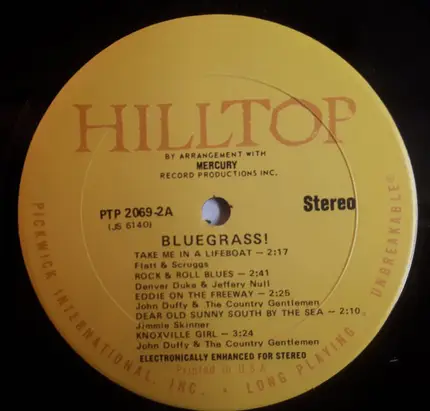 HILLTOP
BY ARRANGEMENT WITH
MERCURY
RECORD PRODUCTIONS INC.
PTP 2069-2A
(JS 6140)
Stereo
BLUEGRASS!
TAKE ME IN A LIFEBOAT – 2:17
Flatt & Scruggs
ROCK & ROLL BLUES – 2:41
Denver Duke & Jeffery Null
EDDIE ON THE FREEWAY – 2:25
John Duffy & The Country Gentlemen
DEAR OLD SUNNY SOUTH BY THE SEA – 2:10
Jimmie Skinner
KNOXVILLE GIRL – 3:24
John Duffy & The Country Gentlemen
ELECTRONICALLY ENHANCED FOR STEREO
Printed in U.S.A.
PICKWICK INTERNATIONAL, INC. • LONG PLAYING • UNBREAKABLE®